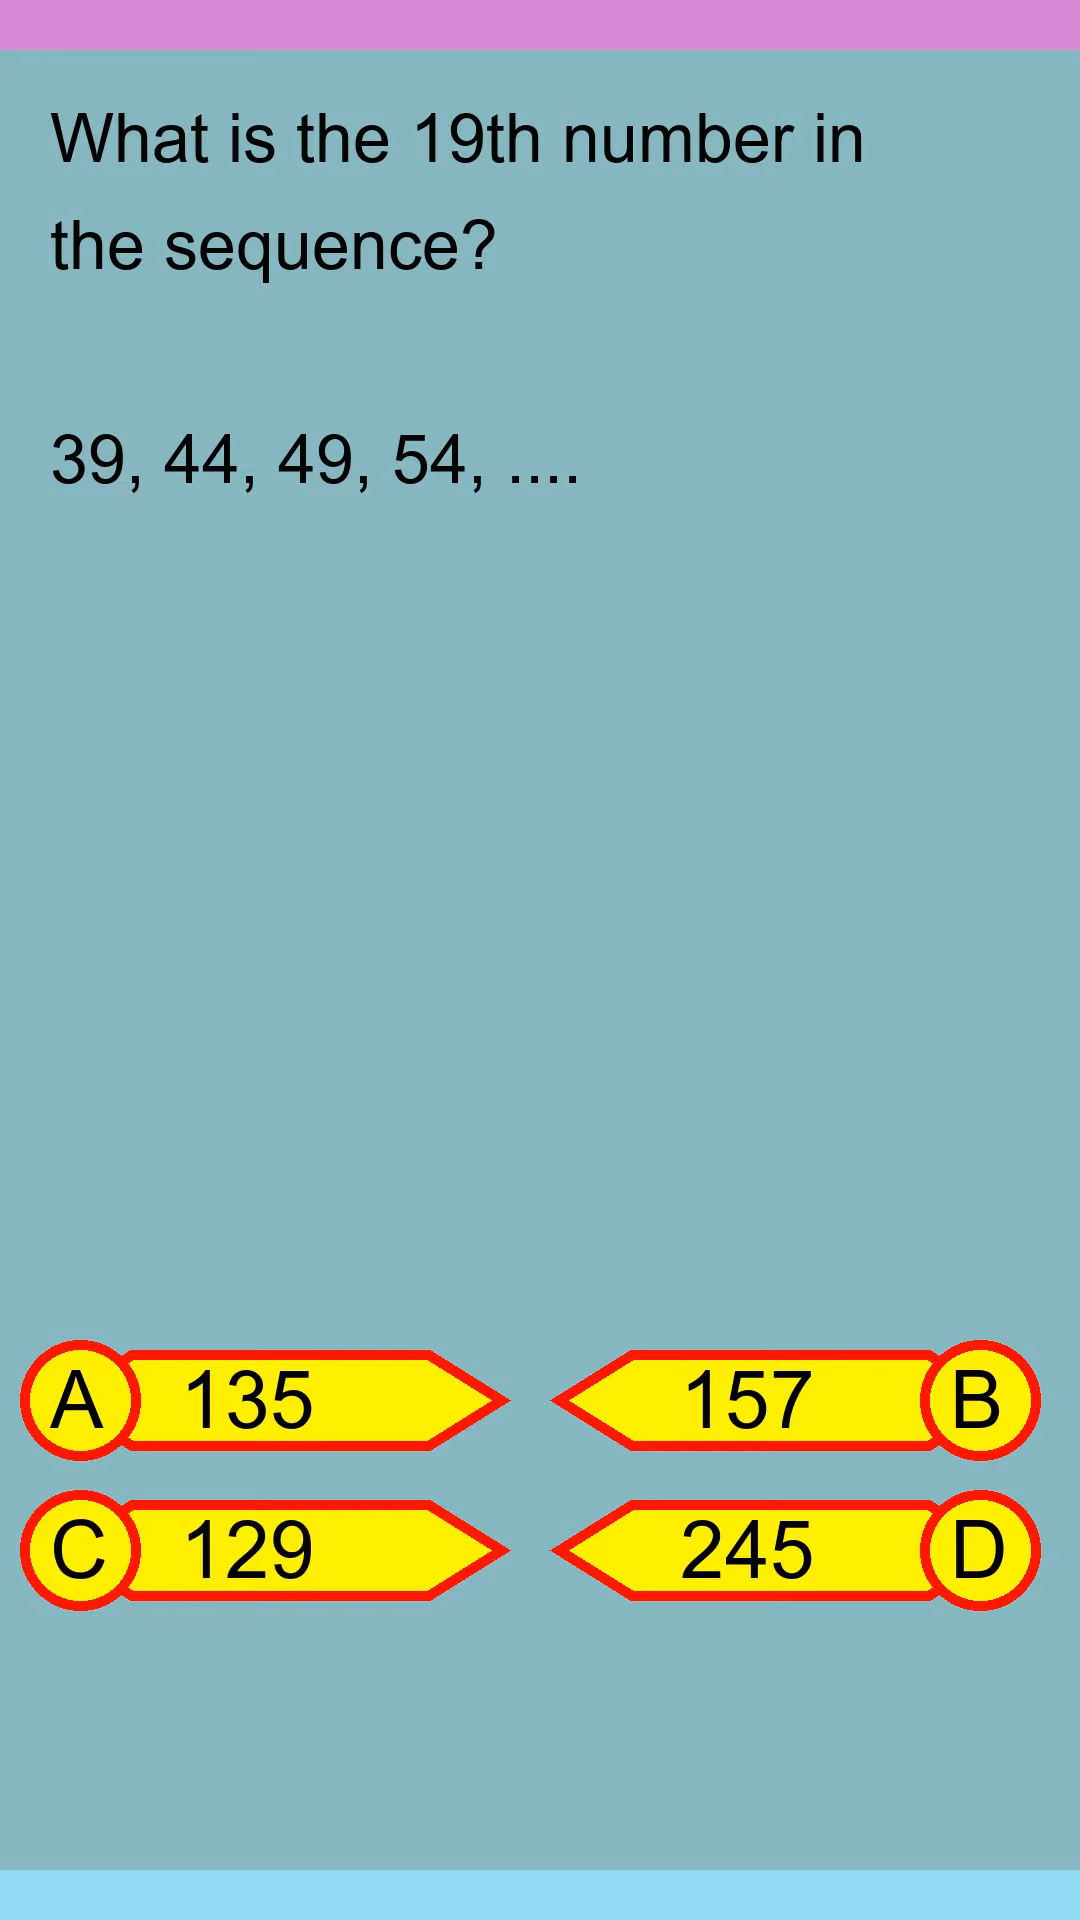 What is the 19th number in
the sequence?
39, 44, 49, 54, ....
A 135
157 B
C 129
245 D